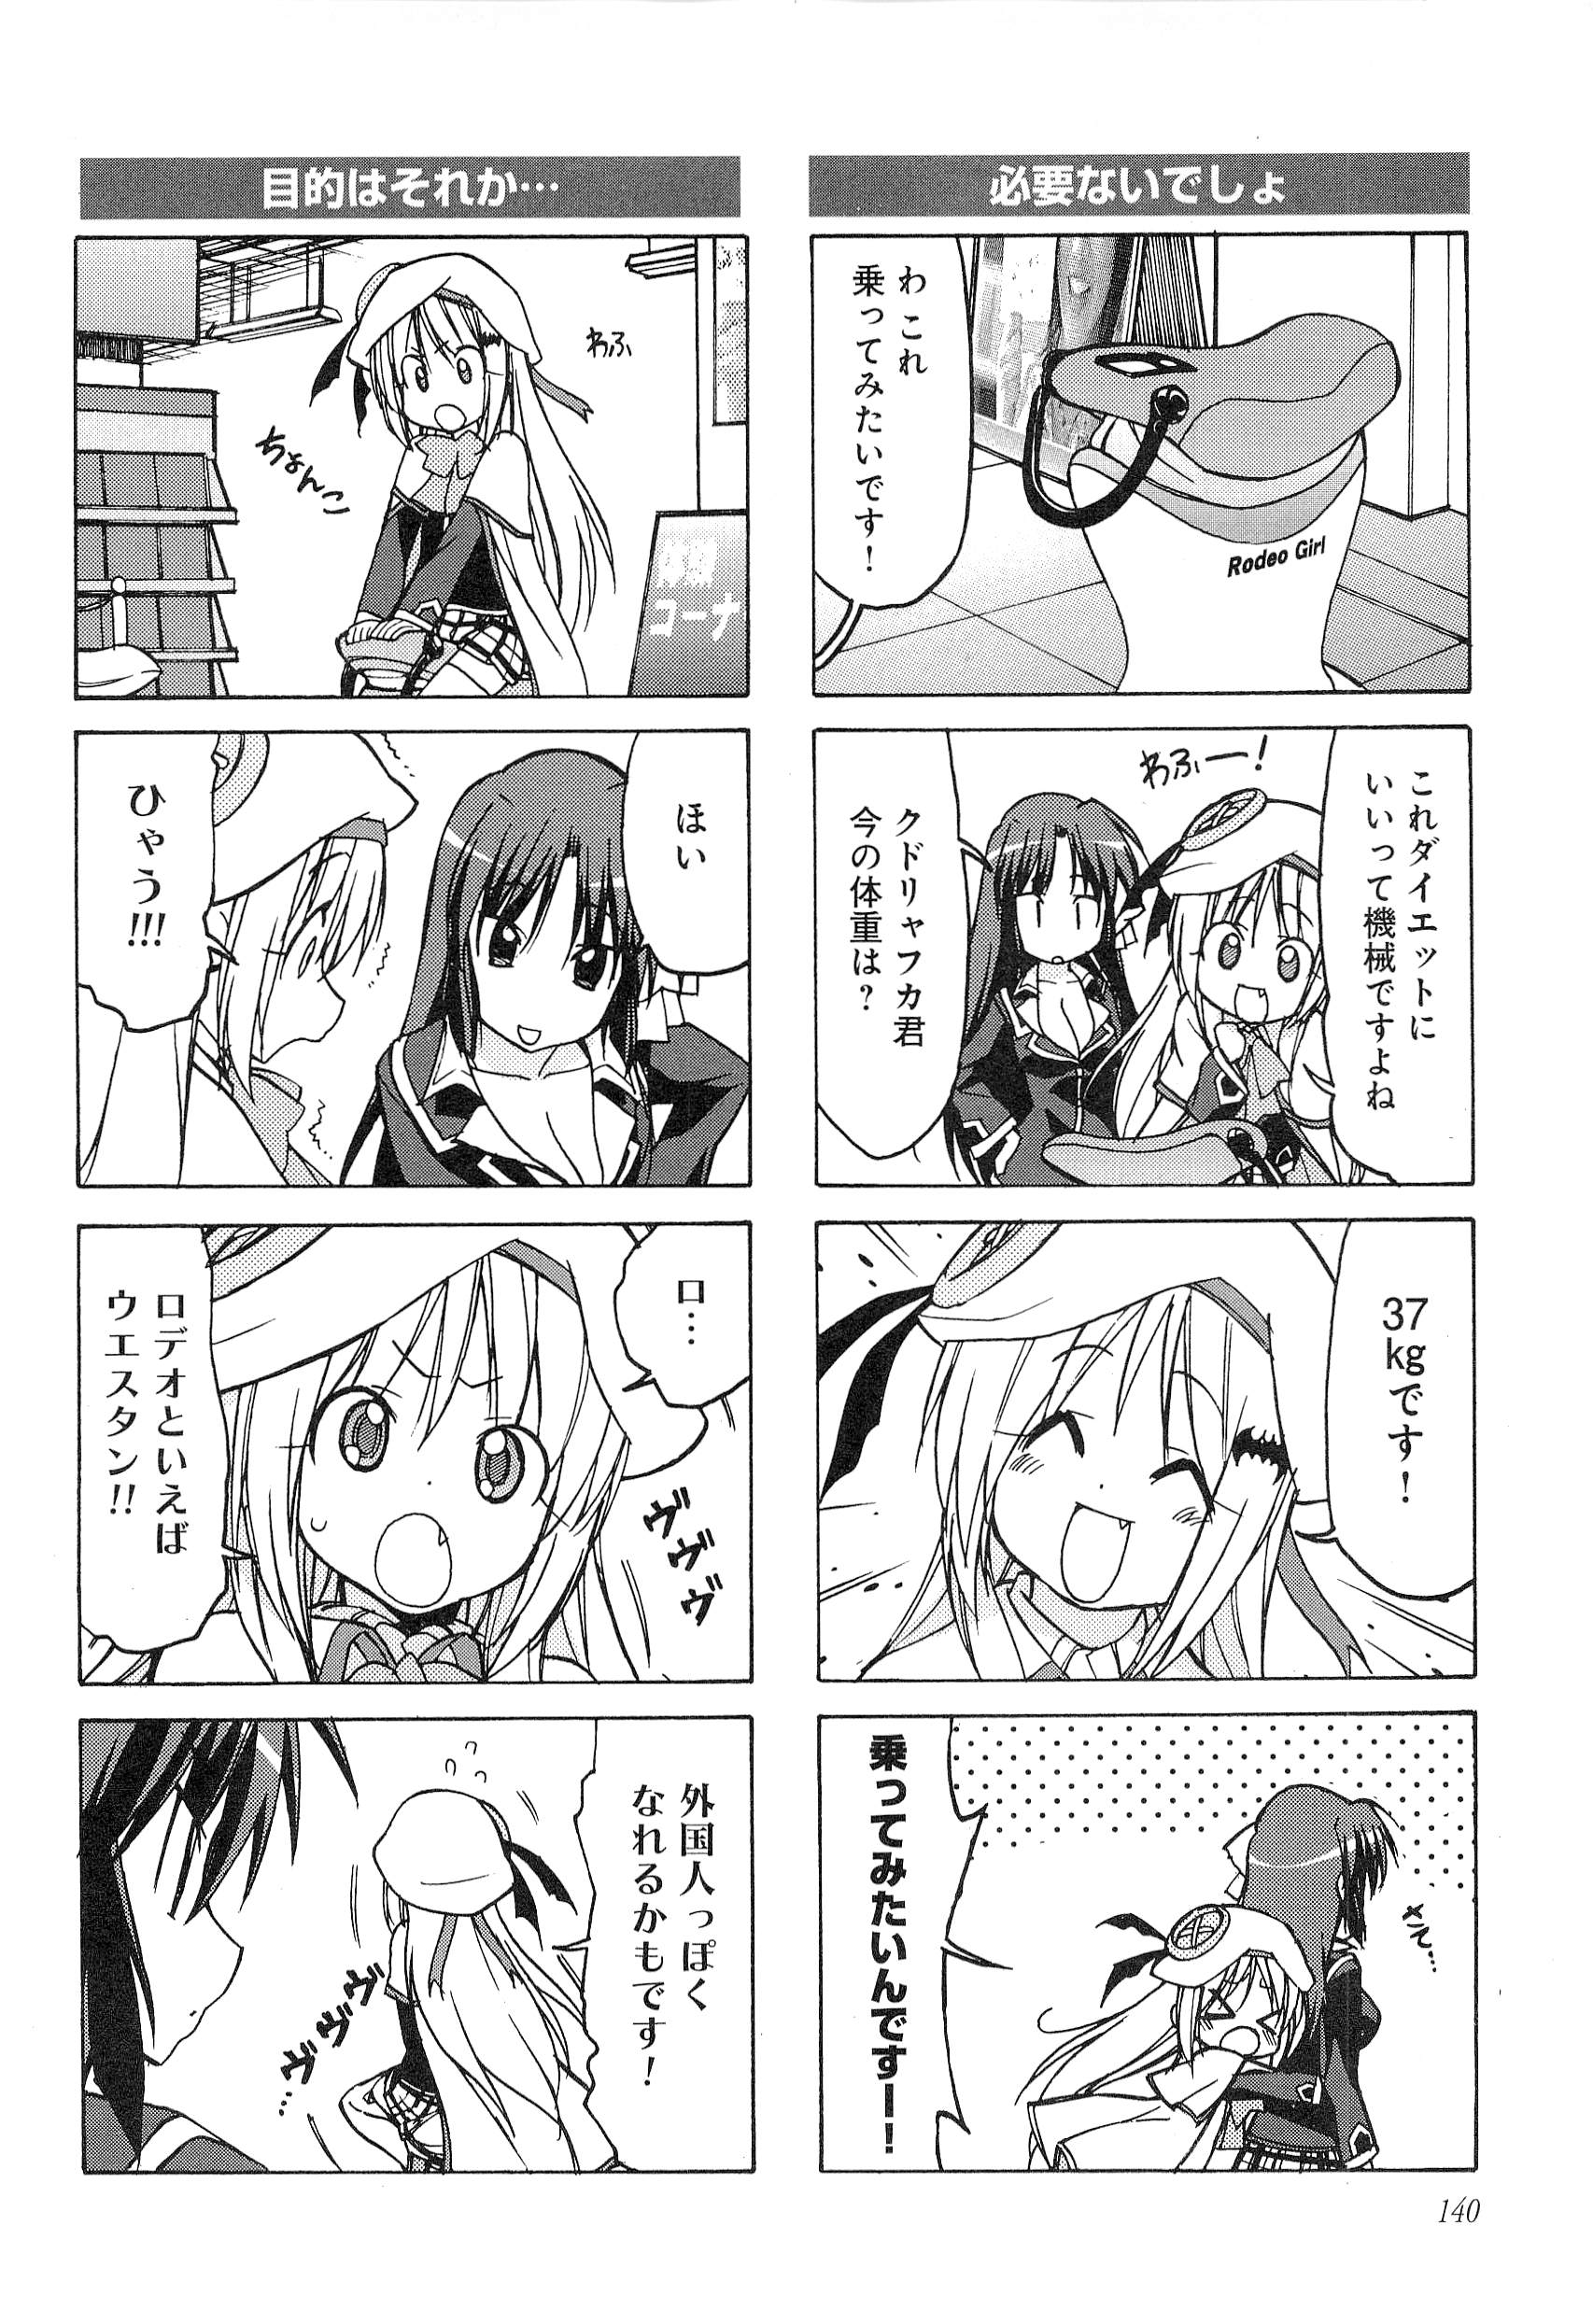 必要ないでしょ
わ これ
乗ってみたいです!
Rodeo Girl
これダイエットに
いいって機械ですよね
わふー!
クドリャフカ君
今の体重は?
37
kgです!
さて…
乗ってみたいんですー!
目的はそれか…
わふ
ちょんこ
体験
コーナ
ほい
ひゃう!!!
ロ…
ヴヴヴ
ロデオといえば
ウエスタン!!
外国人っぽく
なれるかもです!
ヴヴヴ…
140